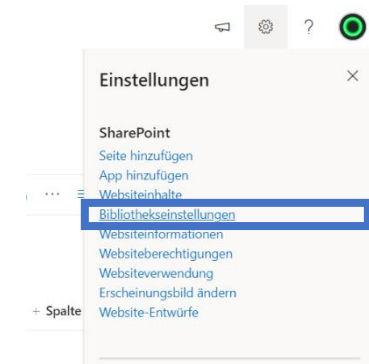 ?
Einstellungen
SharePoint
Seite hinzufügen
App hinzufügen
Websiteinhalte
Bibliothekseinstellungen
Websiteinformationen
Websiteberechtigungen
Websiteverwendung
Erscheinungsbild ändern
+ Spalte
Website-Entwürfe